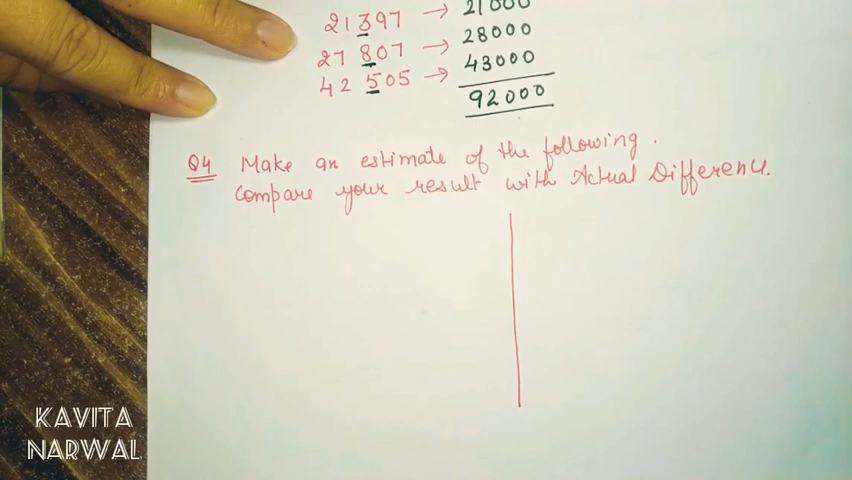 21397 → 21000
27807 → 28000
42505 → 43000
92000
Q4 Make an estimate of the following.
Compare your result with Actual Difference.
KAVITA
NARWAL